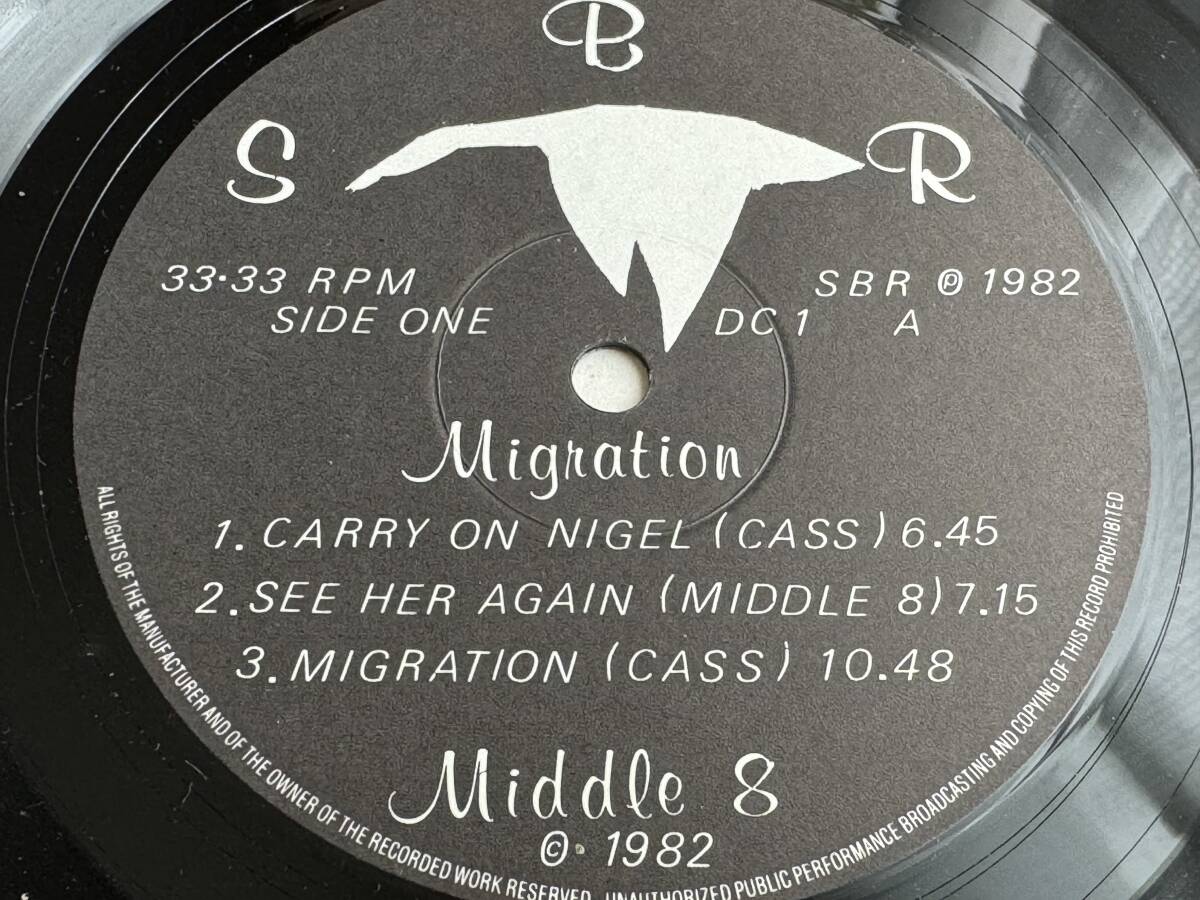 B
S R
33·33 RPM SBR ℗ 1982
SIDE ONE DC 1 A
Migration
1. CARRY ON NIGEL (CASS) 6.45
2. SEE HER AGAIN (MIDDLE 8) 7.15
3. MIGRATION (CASS) 10.48
Middle 8
©· 1982
ALL RIGHTS OF THE MANUFACTURER AND OF THE OWNER OF THE RECORDED WORK RESERVED UNAUTHORIZED PUBLIC PERFORMANCE BROADCASTING AND COPYING OF THIS RECORD PROHIBITED